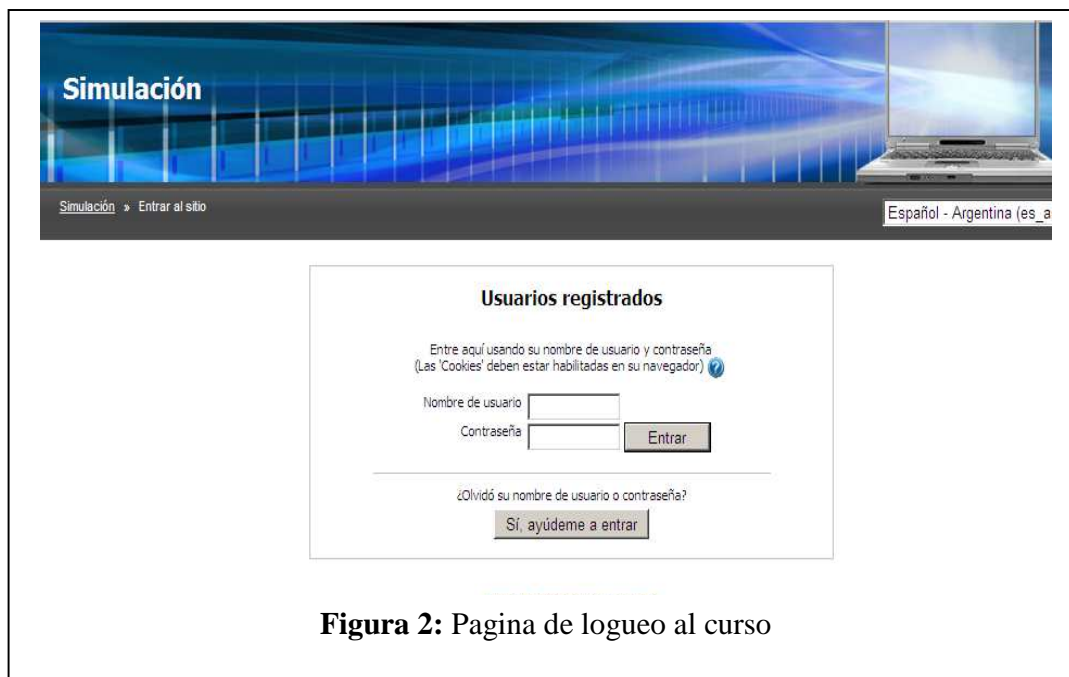 Simulación
Simulación » Entrar al sitio
Español - Argentina (es_a
Usuarios registrados
Entre aquí usando su nombre de usuario y contraseña
(Las 'Cookies' deben estar habilitadas en su navegador)
Nombre de usuario
Contraseña
Entrar
¿Olvidó su nombre de usuario o contraseña?
Sí, ayúdeme a entrar
Figura 2: Pagina de logueo al curso